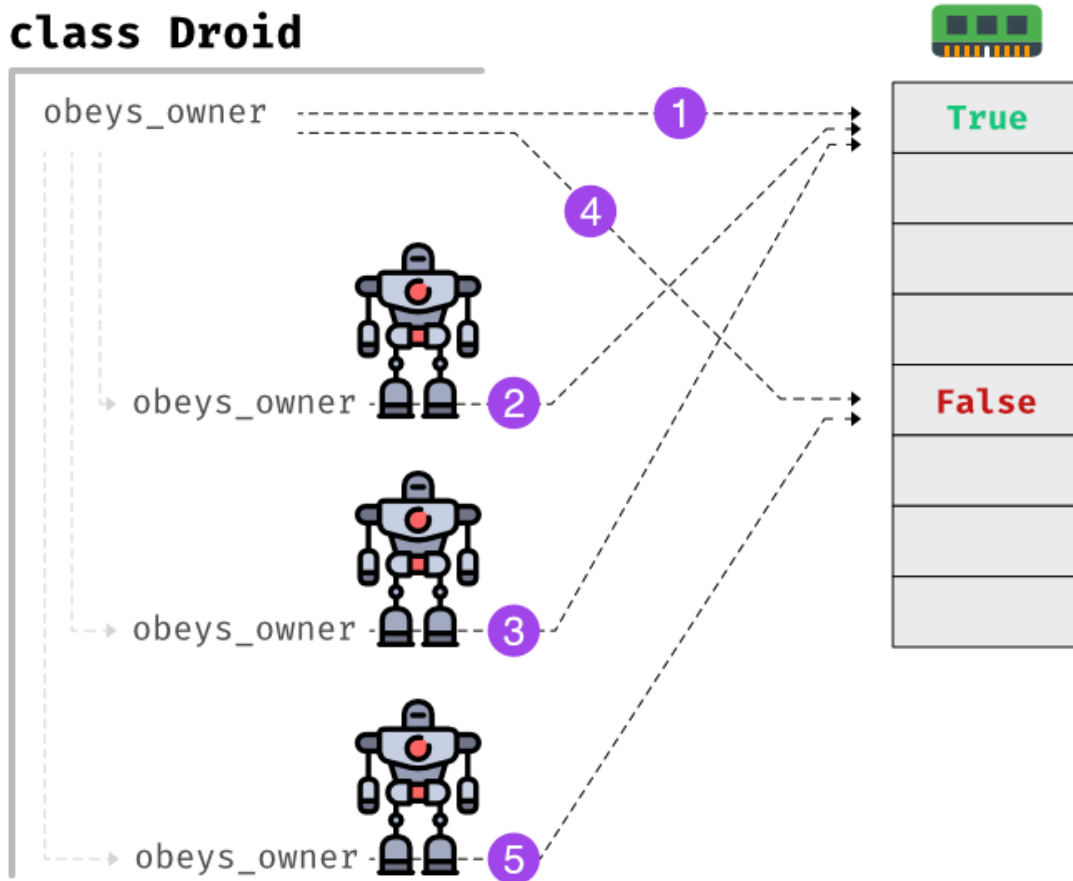 class Droid
obeys_owner
1
True
4
obeys_owner
2
False
obeys_owner
3
obeys_owner
5